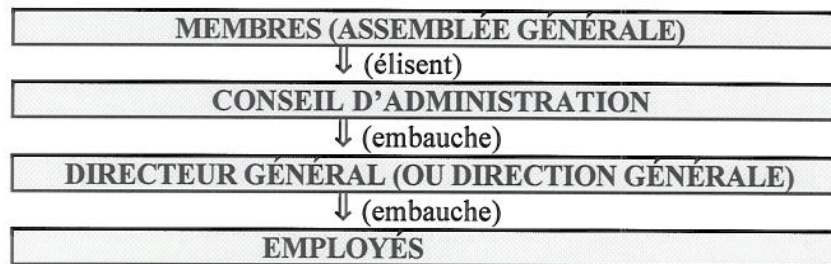 MEMBRES (ASSEMBLÉE GÉNÉRALE)
⇓ (élisent)
CONSEIL D'ADMINISTRATION
⇓ (embauche)
DIRECTEUR GÉNÉRAL (OU DIRECTION GÉNÉRALE)
⇓ (embauche)
EMPLOYÉS